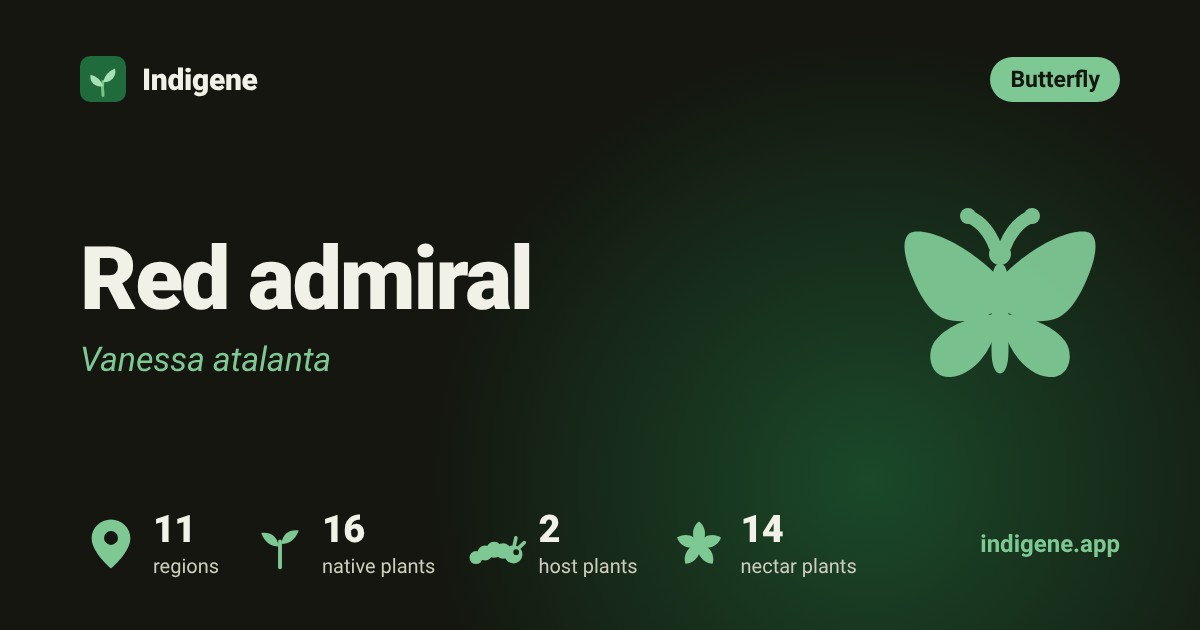 Indigene
Butterfly
Red admiral
Vanessa atalanta
11
regions
16
native plants
2
host plants
14
nectar plants
indigene.app